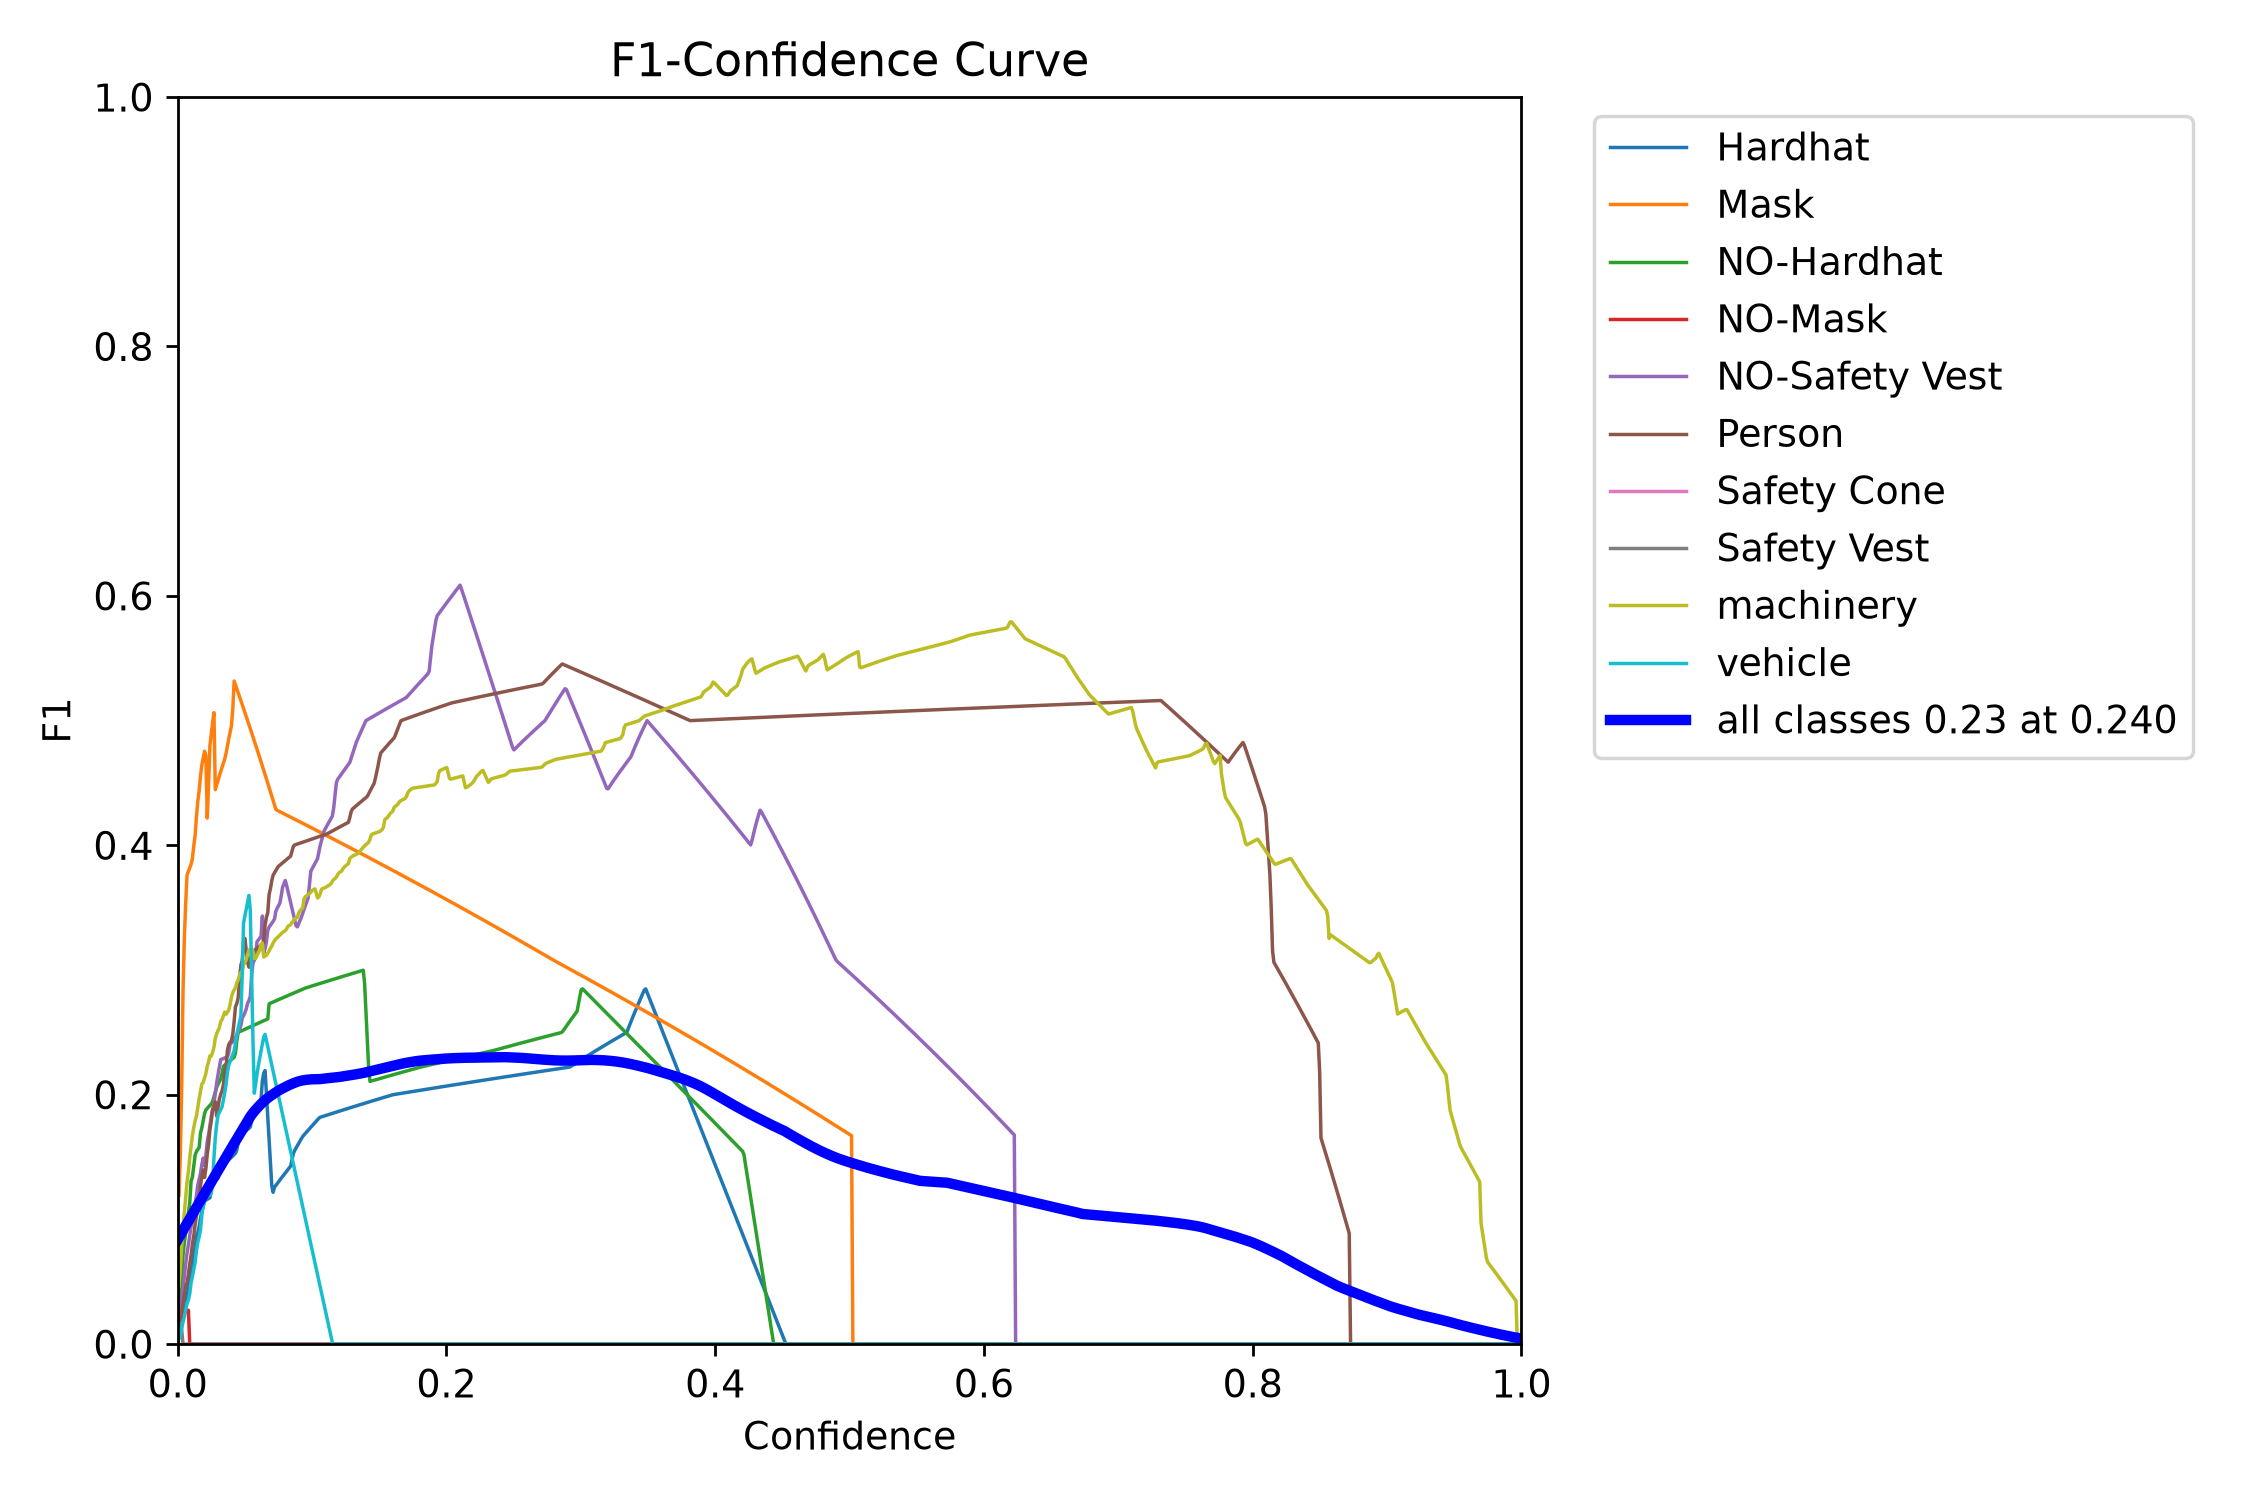 F1-Confidence Curve
1.0
0.8
0.6
0.4
0.2
0.0
F1
0.0 0.2 0.4 0.6 0.8 1.0
Confidence
Hardhat
Mask
NO-Hardhat
NO-Mask
NO-Safety Vest
Person
Safety Cone
Safety Vest
machinery
vehicle
all classes 0.23 at 0.240